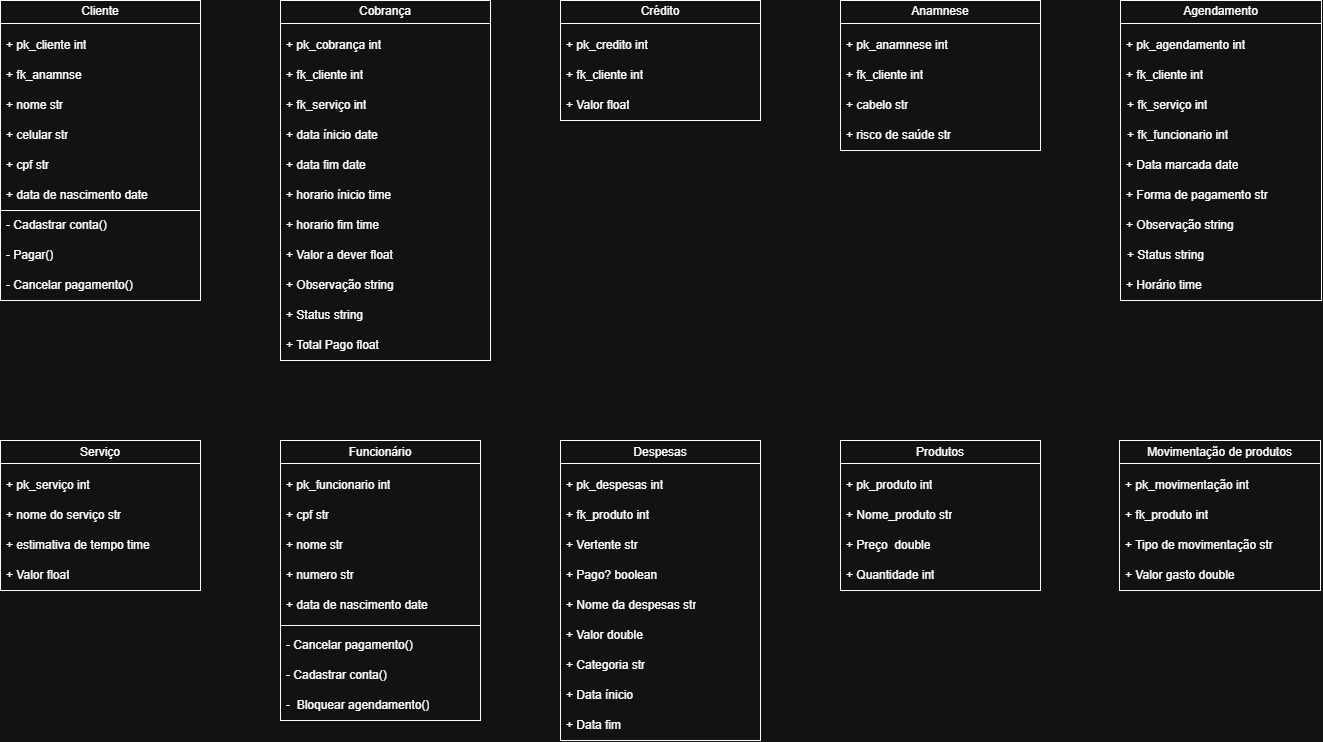 Cliente
+ pk_cliente int
+ fk_anamnse
+ nome str
+ celular str
+ cpf str
+ data de nascimento date
- Cadastrar conta()
- Pagar()
- Cancelar pagamento()
Cobrança
+ pk_cobrança int
+ fk_cliente int
+ fk_serviço int
+ data ínicio date
+ data fim date
+ horario ínicio time
+ horario fim time
+ Valor a dever float
+ Observação string
+ Status string
+ Total Pago float
Crédito
+ pk_credito int
+ fk_cliente int
+ Valor float
Anamnese
+ pk_anamnese int
+ fk_cliente int
+ cabelo str
+ risco de saúde str
Agendamento
+ pk_agendamento int
+ fk_cliente int
+ fk_serviço int
+ fk_funcionario int
+ Data marcada date
+ Forma de pagamento str
+ Observação string
+ Status string
+ Horário time
Serviço
+ pk_serviço int
+ nome do serviço str
+ estimativa de tempo time
+ Valor float
Funcionário
+ pk_funcionario int
+ cpf str
+ nome str
+ numero str
+ data de nascimento date
- Cancelar pagamento()
- Cadastrar conta()
- Bloquear agendamento()
Despesas
+ pk_despesas int
+ fk_produto int
+ Vertente str
+ Pago? boolean
+ Nome da despesas str
+ Valor double
+ Categoria str
+ Data ínicio
+ Data fim
Produtos
+ pk_produto int
+ Nome_produto str
+ Preço double
+ Quantidade int
Movimentação de produtos
+ pk_movimentação int
+ fk_produto int
+ Tipo de movimentação str
+ Valor gasto double